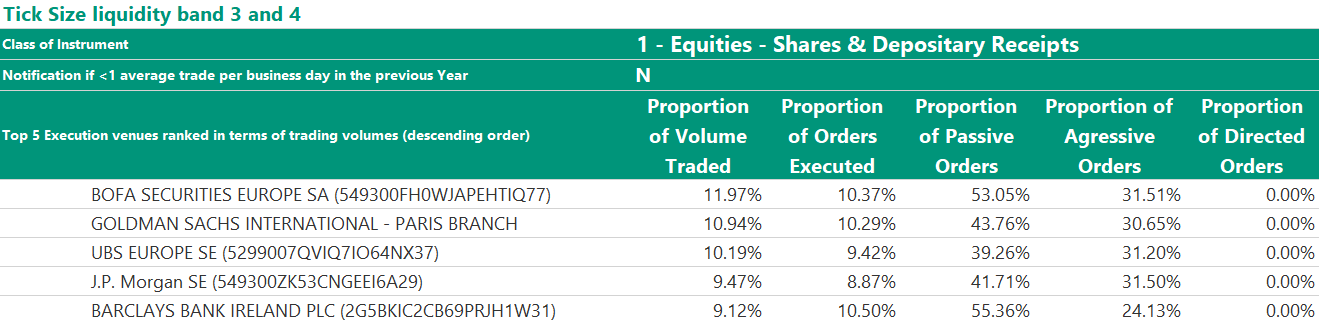 Tick Size liquidity band 3 and 4
Class of Instrument 1 - Equities - Shares & Depositary Receipts
Notification if <1 average trade per business day in the previous Year N
Top 5 Execution venues ranked in terms of trading volumes (descending order) Proportion of Volume Traded Proportion of Orders Executed Proportion of Passive Orders Proportion of Agressive Orders Proportion of Directed Orders
BOFA SECURITIES EUROPE SA (549300FH0WJAPEHTIQ77) 11.97% 10.37% 53.05% 31.51% 0.00%
GOLDMAN SACHS INTERNATIONAL - PARIS BRANCH 10.94% 10.29% 43.76% 30.65% 0.00%
UBS EUROPE SE (5299007QVIQ7IO64NX37) 10.19% 9.42% 39.26% 31.20% 0.00%
J.P. Morgan SE (549300ZK53CNGEEI6A29) 9.47% 8.87% 41.71% 31.50% 0.00%
BARCLAYS BANK IRELAND PLC (2G5BKIC2CB69PRJH1W31) 9.12% 10.50% 55.36% 24.13% 0.00%